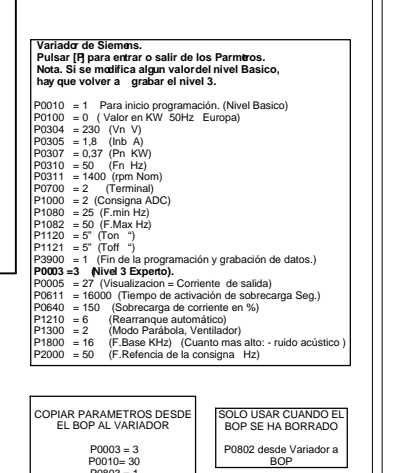 Variador de Siemens.
Pulsar [P] para entrar o salir de los Parmetros.
Nota. Si se modifica algun valor del nivel Basico,
hay que volver a grabar el nivel 3.
P0010 = 1 Para inicio programación. (Nivel Basico)
P0100 = 0 ( Valor en KW 50Hz Europa)
P0304 = 230 (Vn V)
P0305 = 1,8 (Inb A)
P0307 = 0,37 (Pn KW)
P0310 = 50 (Fn Hz)
P0311 = 1400 (rpm Nom)
P0700 = 2 (Terminal)
P1000 = 2 (Consigna ADC)
P1080 = 25 (F.min Hz)
P1082 = 50 (F.Max Hz)
P1120 = 5" (Ton ")
P1121 = 5" (Toff ")
P3900 = 1 (Fin de la programación y grabación de datos.)
P0003 =3 (Nivel 3 Experto).
P0005 = 27 (Visualizacion = Corriente de salida)
P0611 = 16000 (Tiempo de activación de sobrecarga Seg.)
P0640 = 150 (Sobrecarga de corriente en %)
P1210 = 6 (Rearranque automático)
P1300 = 2 (Modo Parábola, Ventilador)
P1800 = 16 (F.Base KHz) (Cuanto mas alto: - ruido acústico )
P2000 = 50 (F.Refencia de la consigna Hz)
COPIAR PARAMETROS DESDE
EL BOP AL VARIADOR
P0003 = 3
P0010= 30
P0803 = 1
SOLO USAR CUANDO EL
BOP SE HA BORRADO
P0802 desde Variador a
BOP